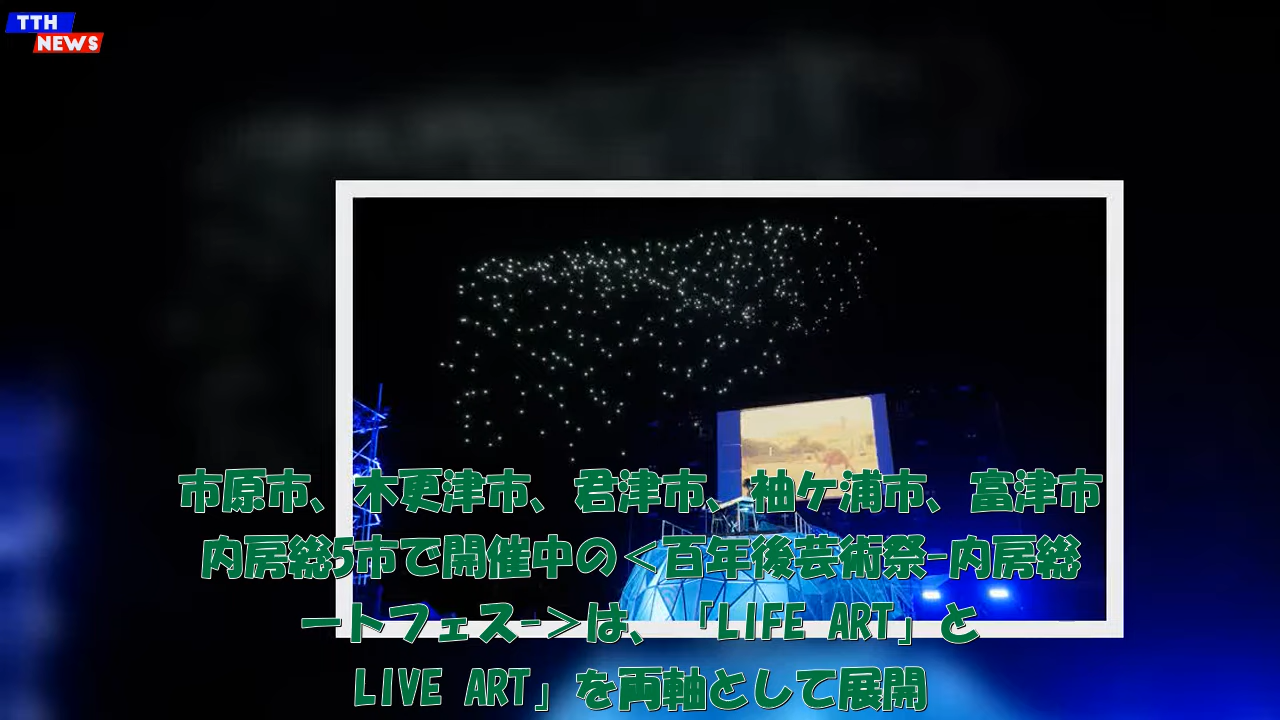 TTH
NEWS
市原市、木更津市、君津市、袖ケ浦市、富津市
内房総5市で開催中の＜百年後芸術祭-内房総
ートフェス-＞は、「LIFE ART」と
LIVE ART」を両軸として展開